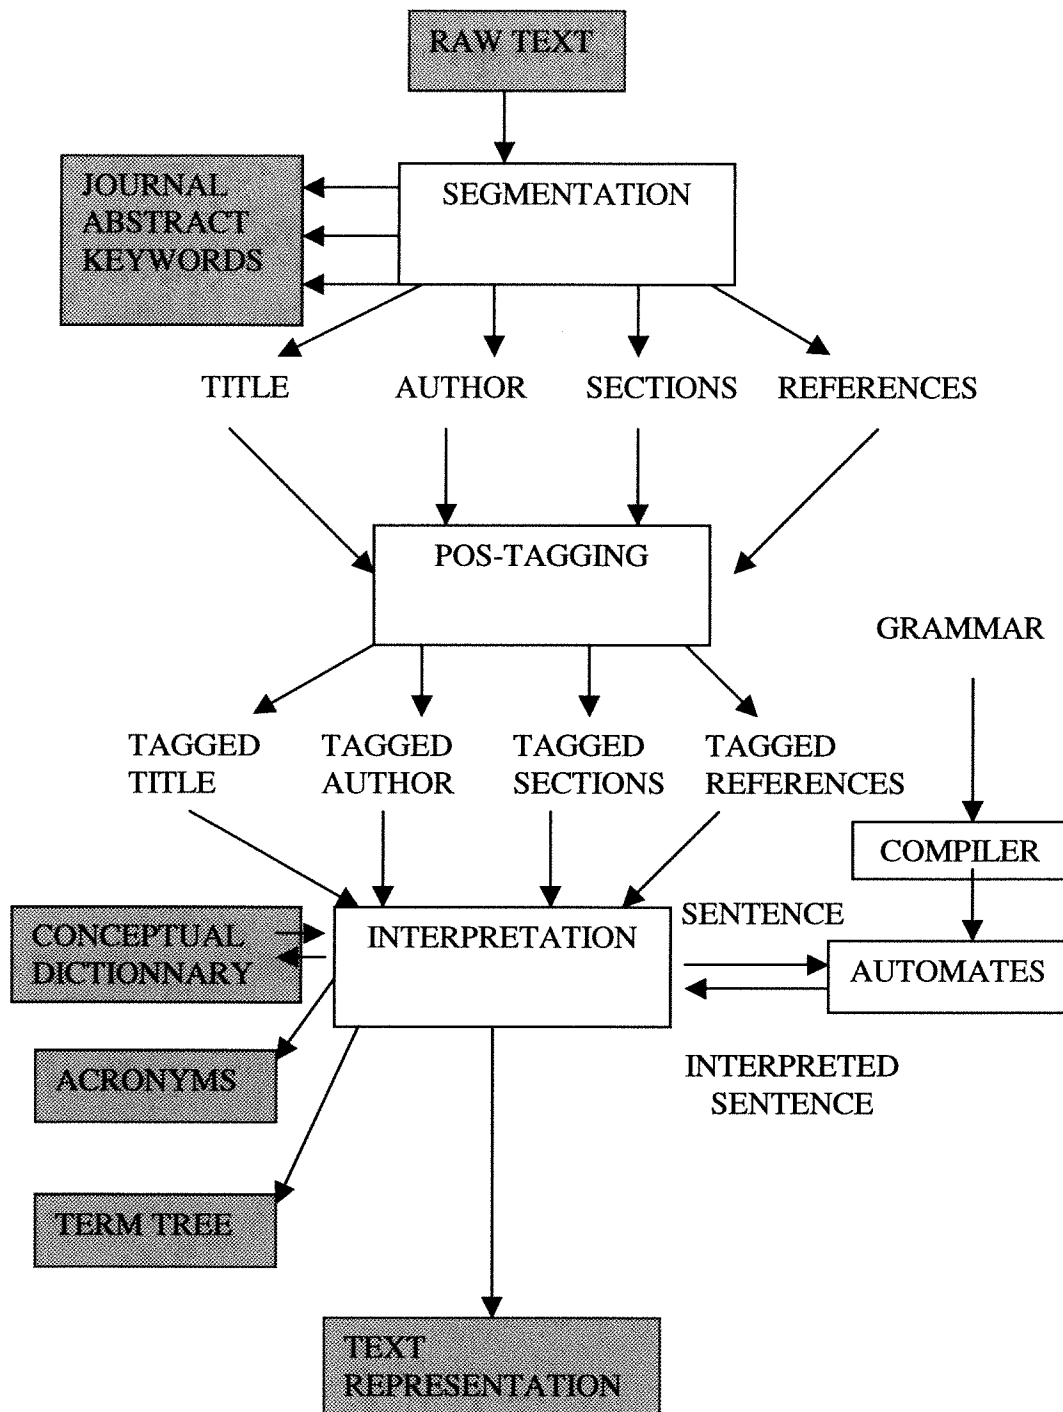 RAW TEXT
JOURNAL
ABSTRACT
KEYWORDS
SEGMENTATION
TITLE
AUTHOR
SECTIONS
REFERENCES
POS-TAGGING
GRAMMAR
TAGGED
TITLE
TAGGED
AUTHOR
TAGGED
SECTIONS
TAGGED
REFERENCES
COMPILER
CONCEPTUAL
DICTIONNARY
INTERPRETATION
SENTENCE
AUTOMATES
ACRONYMS
INTERPRETED
SENTENCE
TERM TREE
TEXT
REPRESENTATION